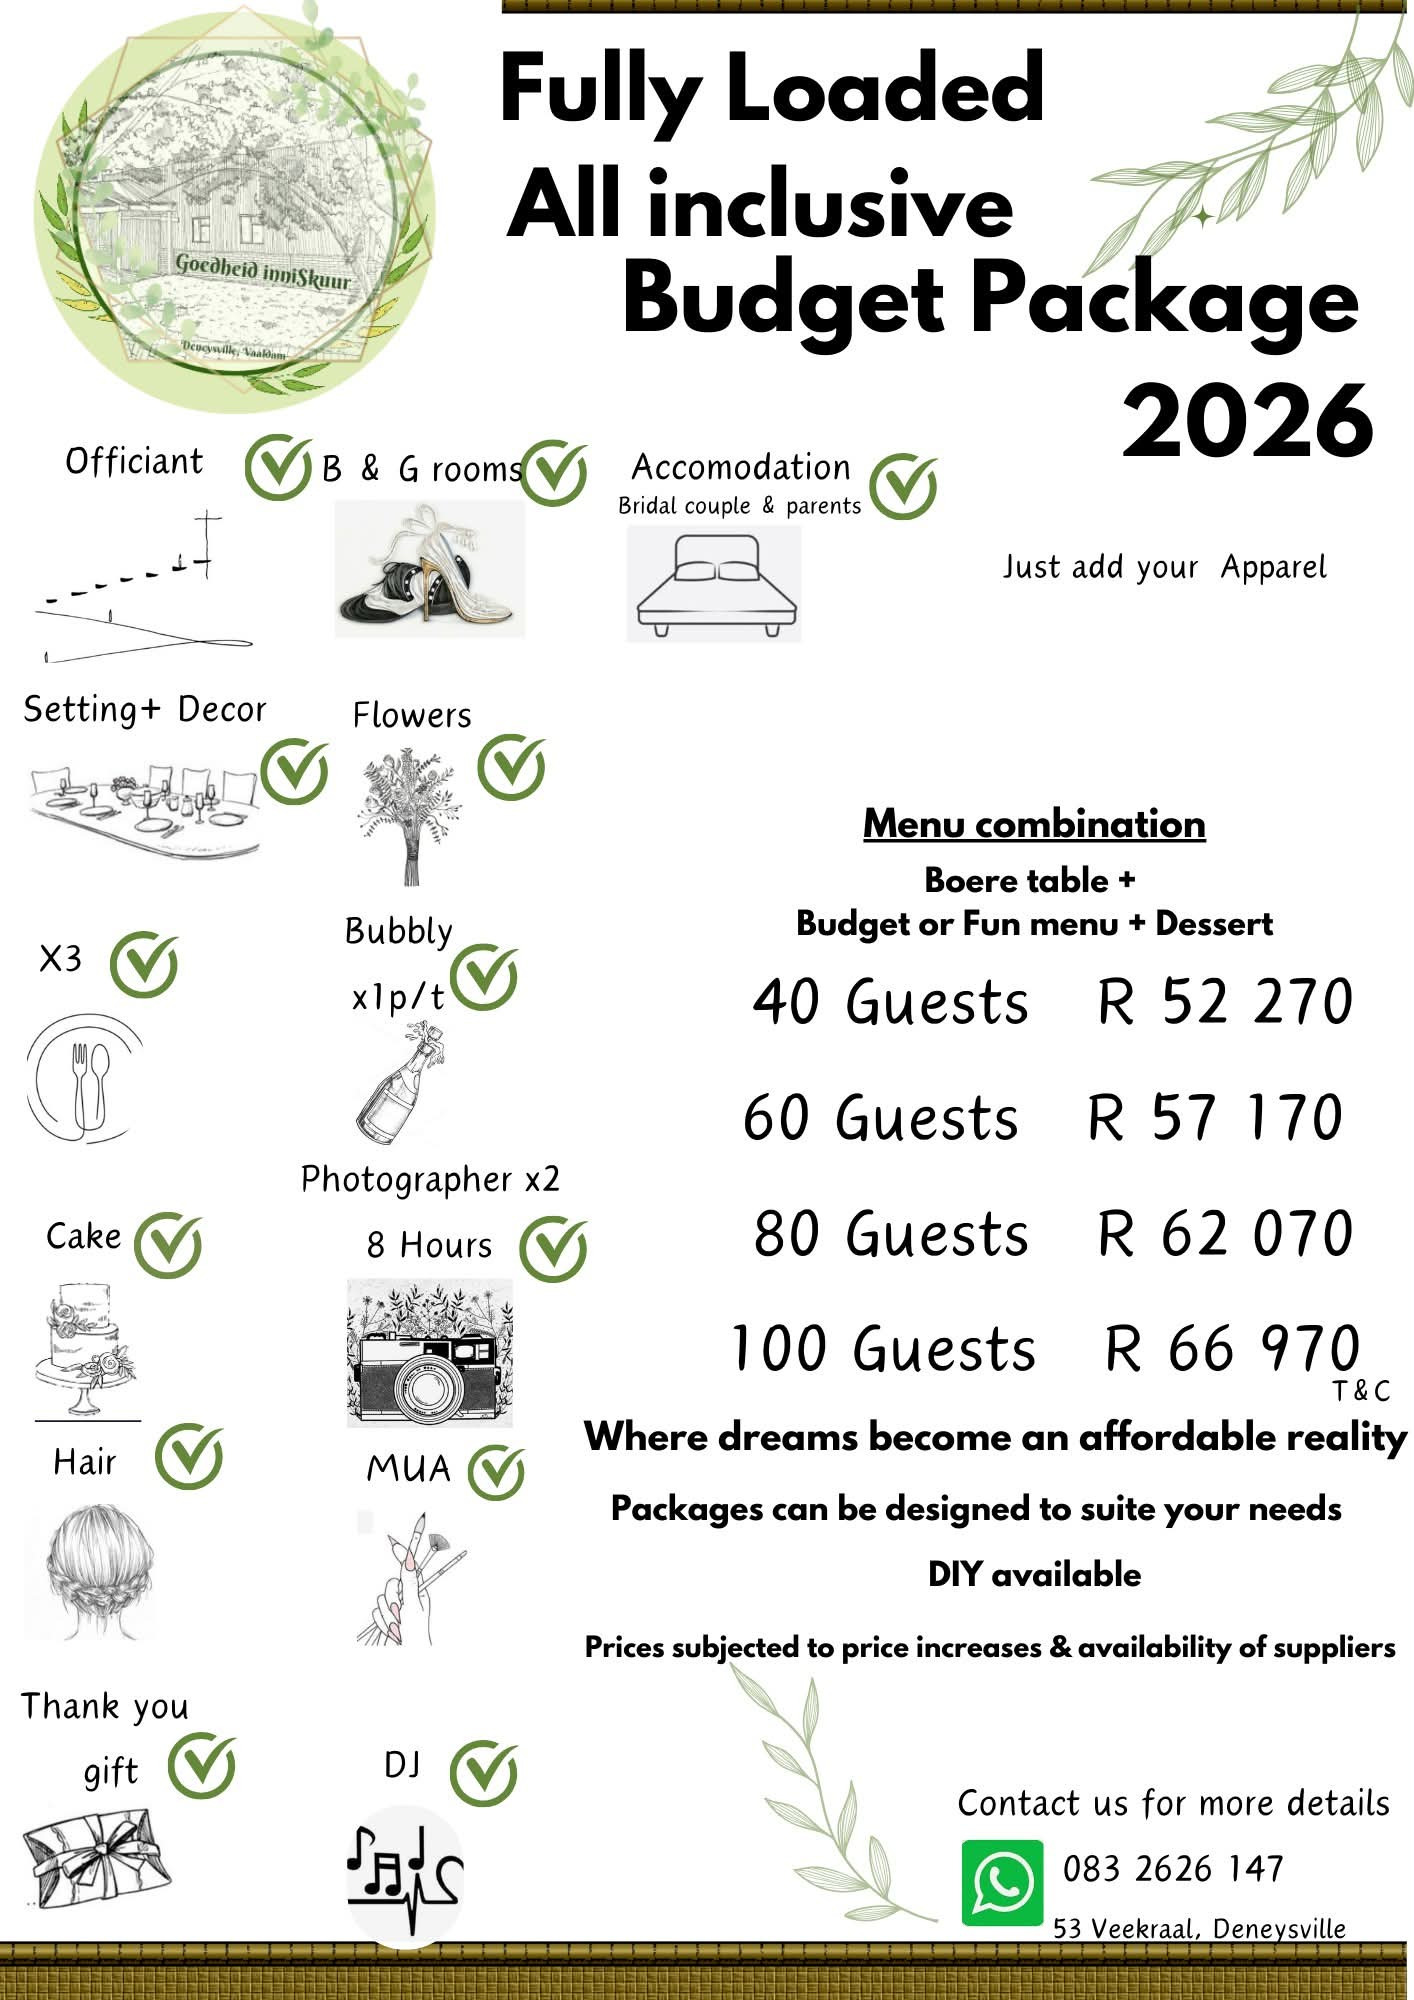 Goedheid inniSkuur
Deneysville, Vaaldam
Fully Loaded
All inclusive
Budget Package
2026
Officiant
B & G rooms
Accomodation
Bridal couple & parents
Just add your Apparel
Setting+ Decor
Flowers
X3
Bubbly
x1p/t
Cake
Photographer x2
8 Hours
Hair
MUA
Thank you
gift
DJ
Menu combination
Boere table +
Budget or Fun menu + Dessert
40 Guests R 52 270
60 Guests R 57 170
80 Guests R 62 070
100 Guests R 66 970
T & C
Where dreams become an affordable reality
Packages can be designed to suite your needs
DIY available
Prices subjected to price increases & availability of suppliers
Contact us for more details
083 2626 147
53 Veekraal, Deneysville